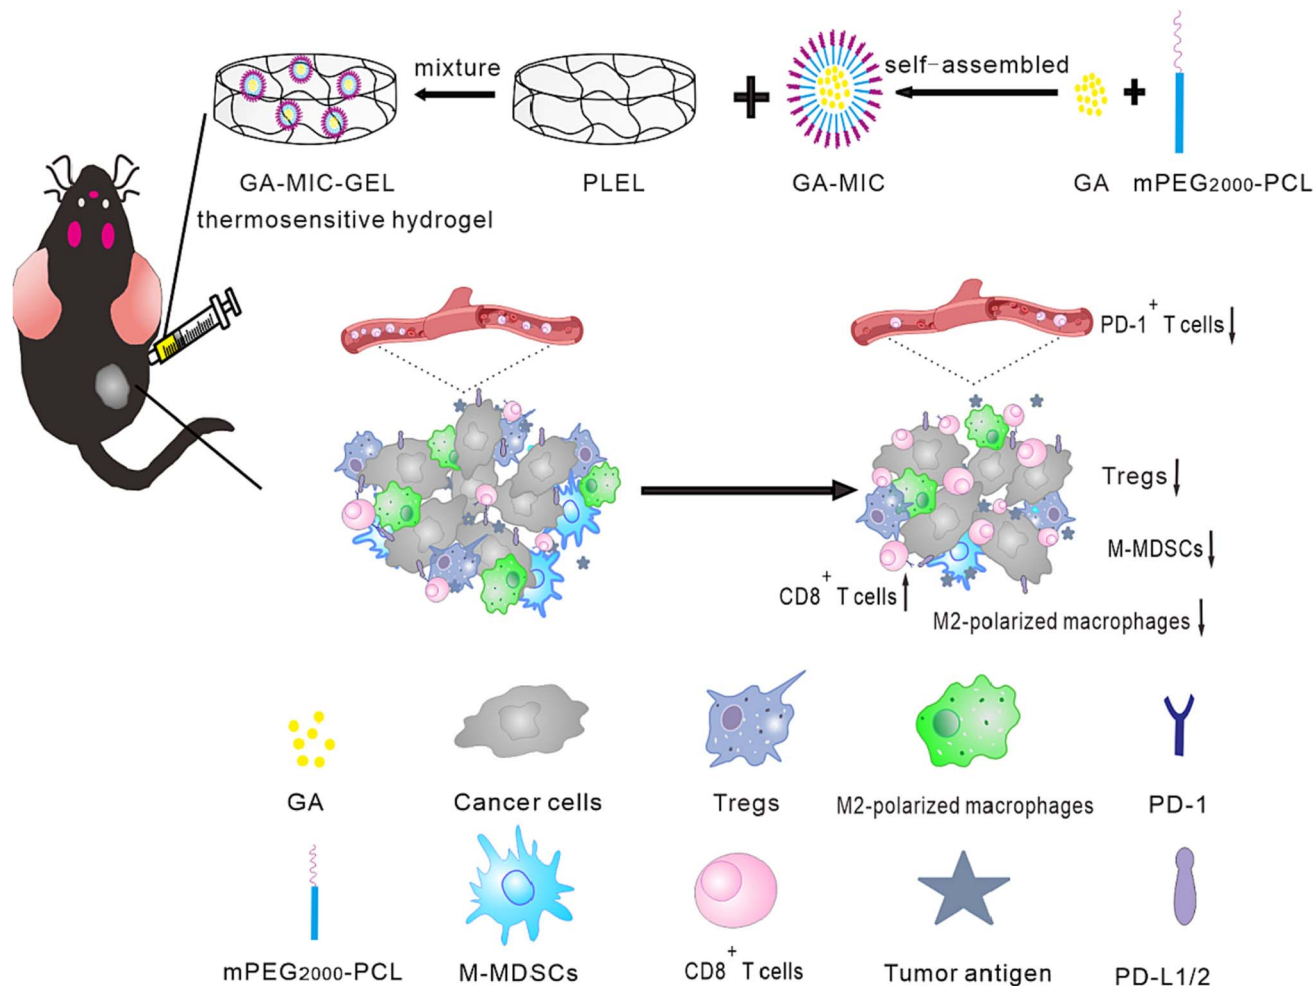 mixture
self-assembled
GA-MIC-GEL
thermosensitive hydrogel
PLEL
GA-MIC
GA
mPEG2000-PCL
PD-1+ T cells
Tregs
M-MDSCs
CD8+ T cells
M2-polarized macrophages
GA
Cancer cells
Tregs
M2-polarized macrophages
PD-1
mPEG2000-PCL
M-MDSCs
CD8+ T cells
Tumor antigen
PD-L1/2